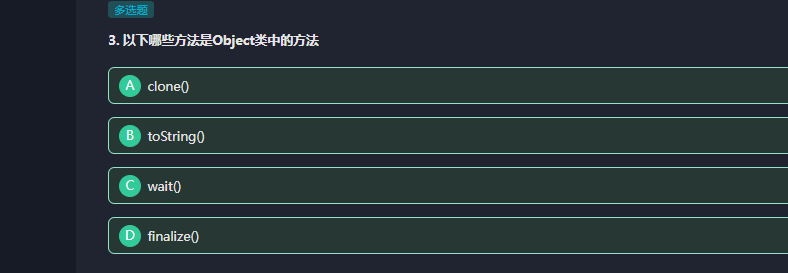 多选题
3. 以下哪些方法是Object类中的方法
A clone()
B toString()
C wait()
D finalize()